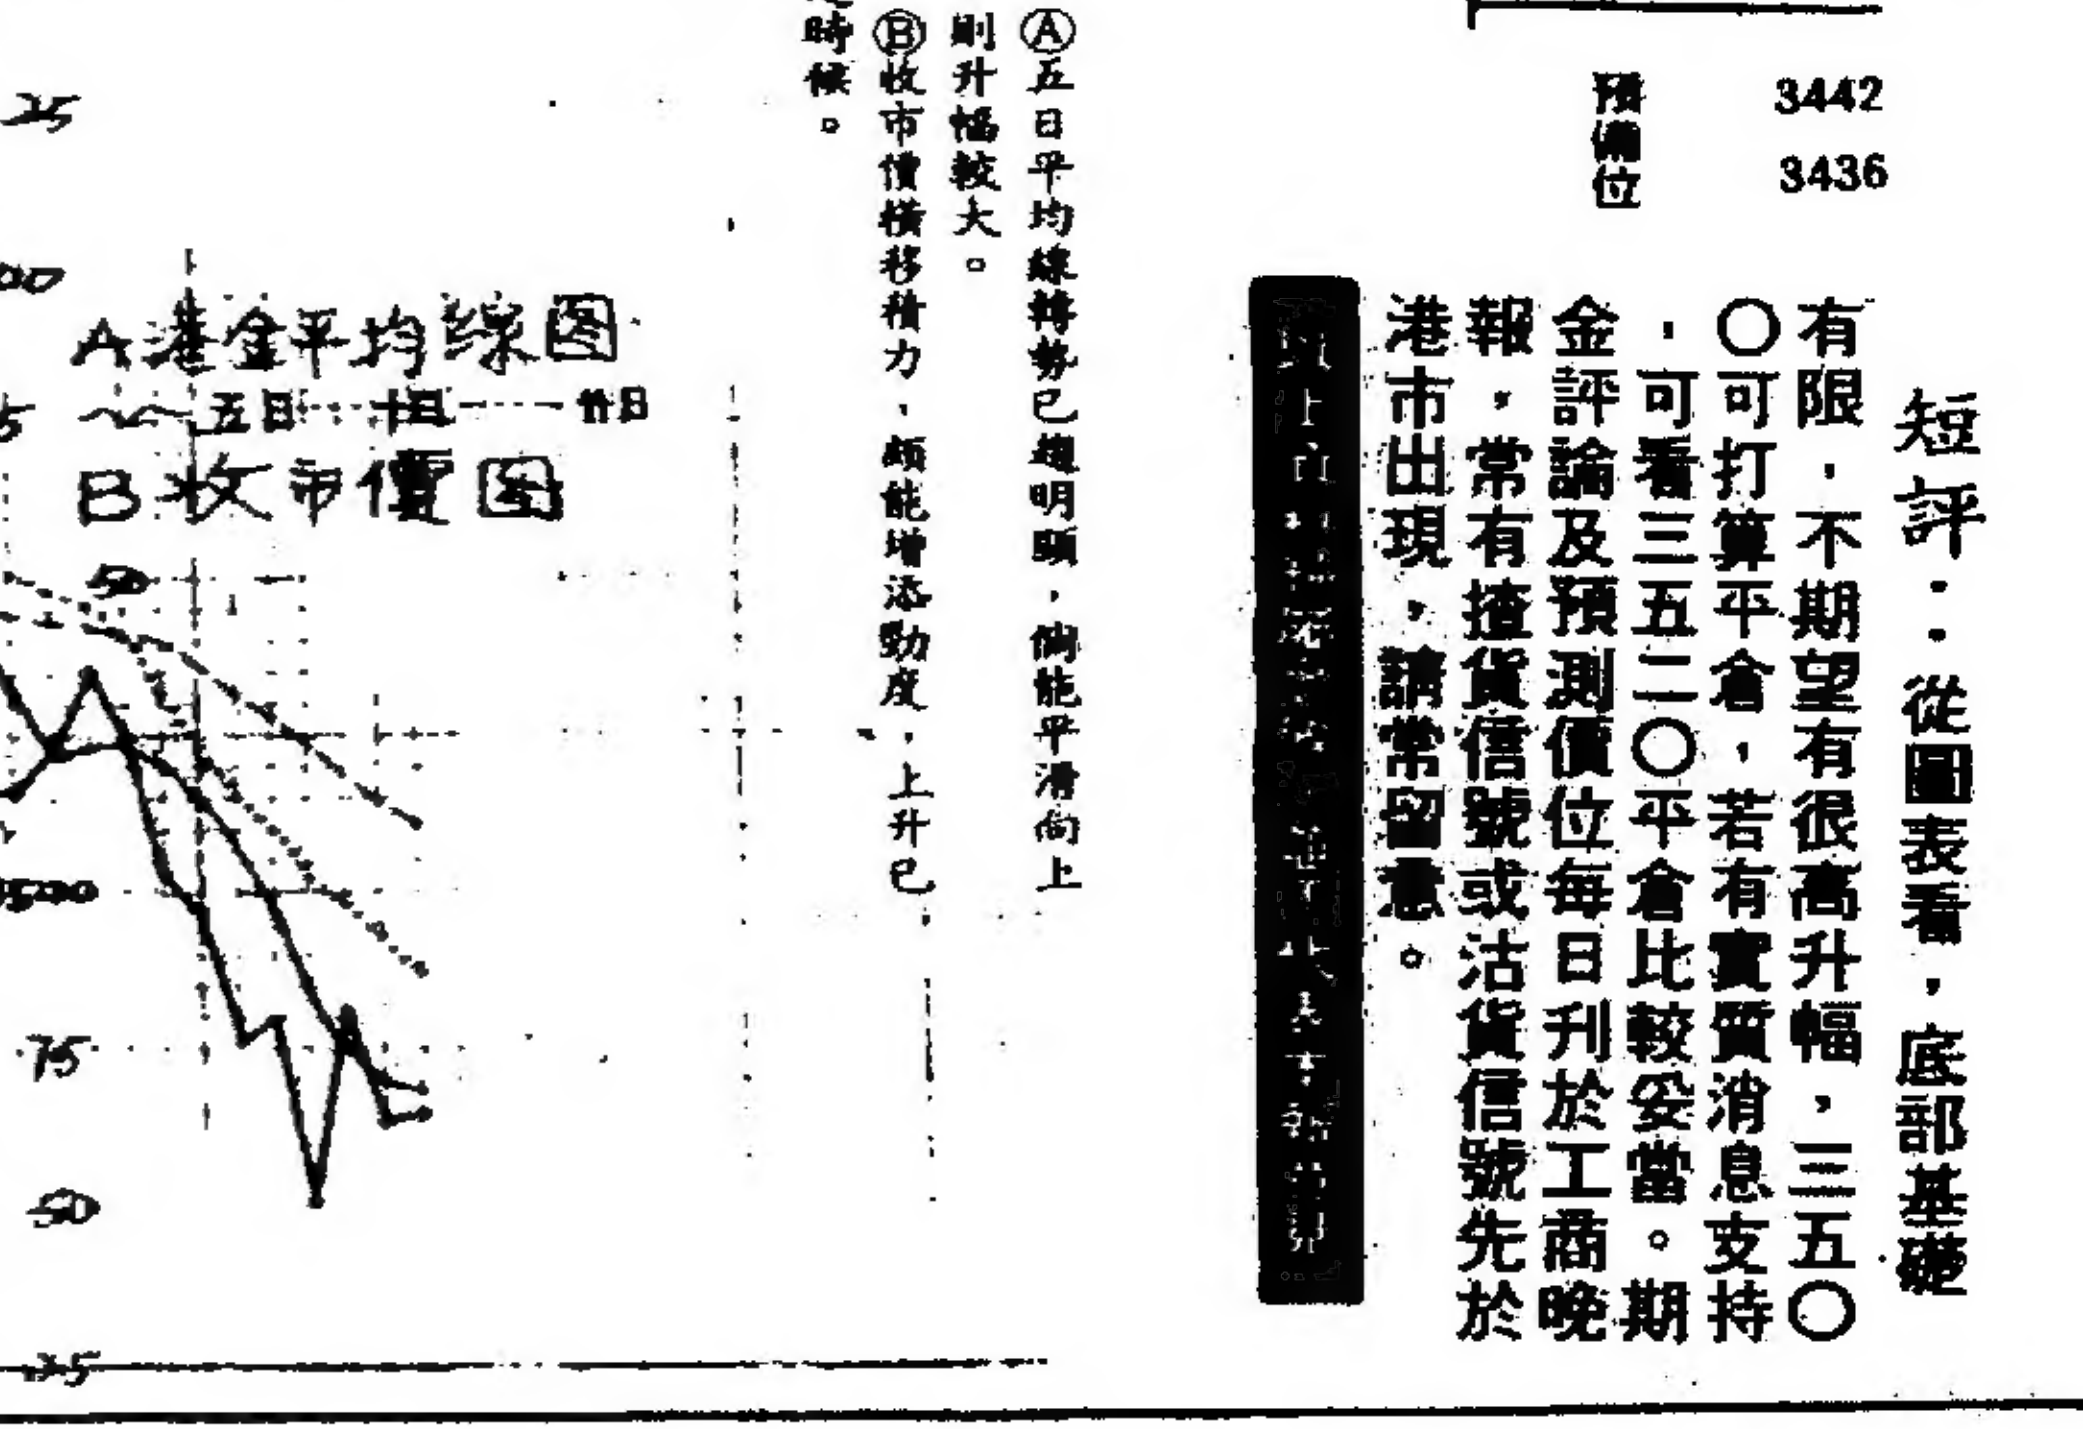 預備位
3442
3436
短評：從圖表看，底部基礎
有限，不期望有很高升幅，三五〇
〇可打算平倉，若有實質消息支持
，可看三五二〇平倉比較妥當。期
金評論及預測價位每日刊於工商晚
報，常有揸貨信號或沽貨信號先於
港市出現，請常留意。
Ⓐ五日平均線轉勢已趨明顯，倘能平滑向上
則升幅較大。
Ⓑ收市價橫移積力，頗能增添勁度，上升已
時候。
A港金平均線图
五日 十日 廿日
B收市價图
25
00
5
50
3500
75
50
25